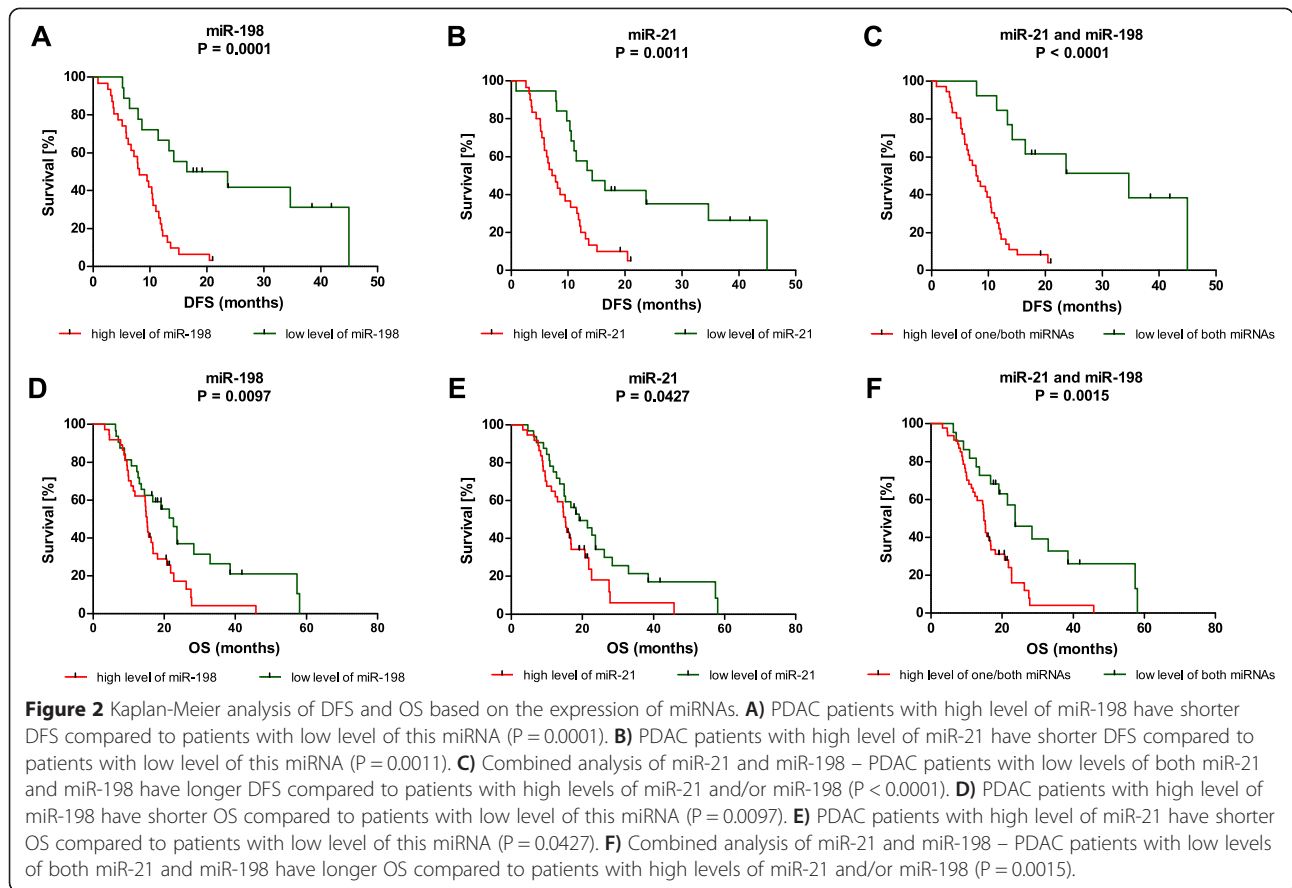 A
miR-198
P = 0.0001
Survival [%]
100
80
60
40
20
0
0 10 20 30 40 50
DFS (months)
high level of miR-198 low level of miR-198
B
miR-21
P = 0.0011
Survival [%]
100
80
60
40
20
0
0 10 20 30 40 50
DFS (months)
high level of miR-21 low level of miR-21
C
miR-21 and miR-198
P < 0.0001
Survival [%]
100
80
60
40
20
0
0 10 20 30 40 50
DFS (months)
high level of one/both miRNAs low level of both miRNAs
D
miR-198
P = 0.0097
Survival [%]
100
80
60
40
20
0
0 20 40 60 80
OS (months)
high level of miR-198 low level of miR-198
E
miR-21
P = 0.0427
Survival [%]
100
80
60
40
20
0
0 20 40 60 80
OS (months)
high level of miR-21 low level of miR-21
F
miR-21 and miR-198
P = 0.0015
Survival [%]
100
80
60
40
20
0
0 20 40 60 80
OS (months)
high level of one/both miRNAs low level of both miRNAs
Figure 2 Kaplan-Meier analysis of DFS and OS based on the expression of miRNAs. A) PDAC patients with high level of miR-198 have shorter
DFS compared to patients with low level of this miRNA (P = 0.0001). B) PDAC patients with high level of miR-21 have shorter DFS compared to
patients with low level of this miRNA (P = 0.0011). C) Combined analysis of miR-21 and miR-198 – PDAC patients with low levels of both miR-21
and miR-198 have longer DFS compared to patients with high levels of miR-21 and/or miR-198 (P < 0.0001). D) PDAC patients with high level of
miR-198 have shorter OS compared to patients with low level of this miRNA (P = 0.0097). E) PDAC patients with high level of miR-21 have shorter
OS compared to patients with low level of this miRNA (P = 0.0427). F) Combined analysis of miR-21 and miR-198 – PDAC patients with low levels
of both miR-21 and miR-198 have longer OS compared to patients with high levels of miR-21 and/or miR-198 (P = 0.0015).